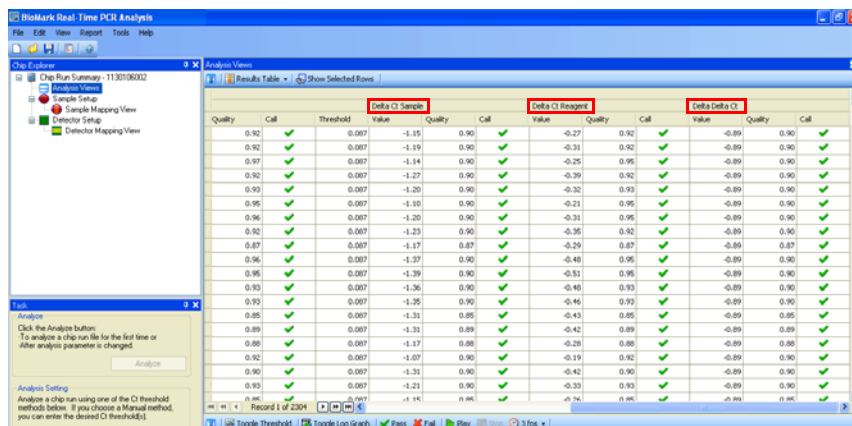 BioMark Real-Time PCR Analysis
File Edit View Report Tools Help
Chip Explorer
Chip Run Summary - 1130106002
Analysis Views
Sample Setup
Sample Mapping View
Detector Setup
Detector Mapping View
Task
Analyze
Click the Analyze button:
-To analyze a chip run file for the first time or
-After analysis parameter is changed.
Analyze
Analysis Setting
Analyze a chip run using one of the Ct threshold
methods below. If you choose a Manual method,
you can enter the desired Ct threshold(s).
Analysis Views
Results Table Show Selected Rows
Delta Ct Sample Delta Ct Reagent Delta Delta Ct
Quality Call Threshold Value Quality Call Value Quality Call Value Quality Call
0.92 0.087 -1.15 0.90 -0.27 0.92 -0.89 0.90
0.92 0.087 -1.19 0.90 -0.31 0.92 -0.89 0.90
0.97 0.087 -1.14 0.90 -0.25 0.95 -0.89 0.90
0.92 0.087 -1.27 0.90 -0.39 0.92 -0.89 0.90
0.93 0.087 -1.20 0.90 -0.32 0.93 -0.89 0.90
0.95 0.087 -1.10 0.90 -0.21 0.95 -0.89 0.90
0.96 0.087 -1.20 0.90 -0.31 0.95 -0.89 0.90
0.92 0.087 -1.23 0.90 -0.35 0.92 -0.89 0.90
0.87 0.087 -1.17 0.87 -0.29 0.87 -0.89 0.87
0.96 0.087 -1.37 0.90 -0.48 0.95 -0.89 0.90
0.95 0.087 -1.39 0.90 -0.51 0.95 -0.89 0.90
0.93 0.087 -1.36 0.90 -0.48 0.93 -0.89 0.90
0.93 0.087 -1.35 0.90 -0.46 0.93 -0.89 0.90
0.85 0.087 -1.31 0.85 -0.43 0.85 -0.89 0.85
0.89 0.087 -1.31 0.89 -0.42 0.89 -0.89 0.89
0.88 0.087 -1.17 0.88 -0.28 0.88 -0.89 0.88
0.92 0.087 -1.07 0.90 -0.19 0.92 -0.89 0.90
0.90 0.087 -1.31 0.90 -0.42 0.90 -0.89 0.90
0.93 0.087 -1.21 0.90 -0.33 0.93 -0.89 0.90
0.85 0.087 -1.15 0.85 -0.26 0.85 -0.89 0.85
Record 1 of 2304
Toggle Threshold Toggle Log Graph Pass Fail Play Stop 3 fps